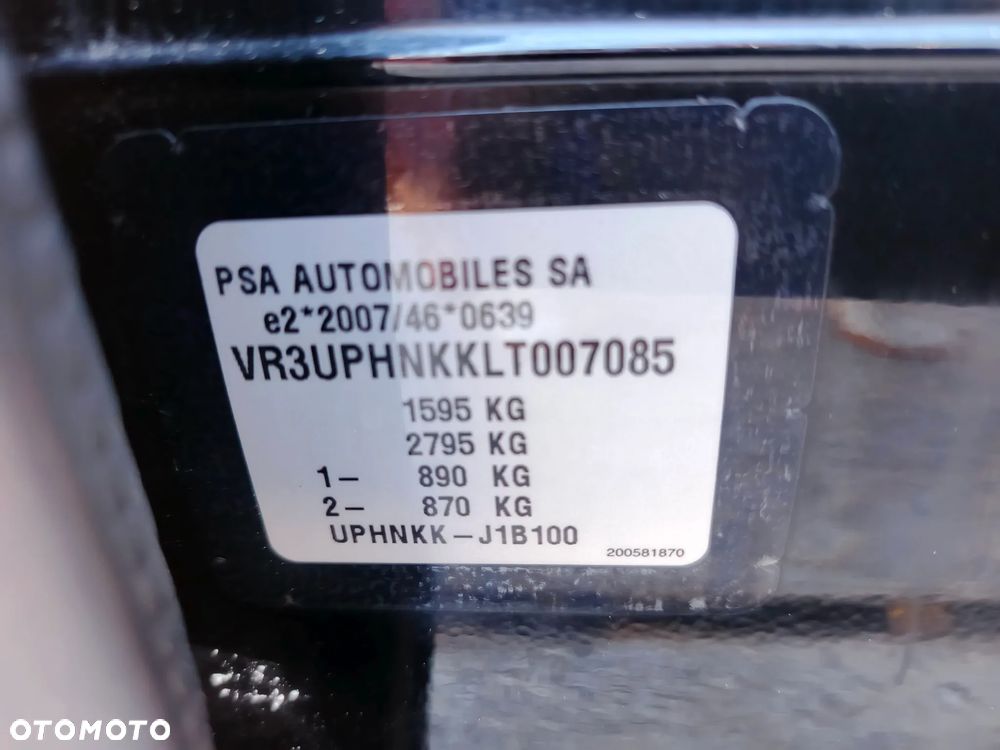 PSA AUTOMOBILES SA
e2*2007/46*0639
VR3UPHNKKLT007085
1595 KG
2795 KG
1- 890 KG
2- 870 KG
UPHNKK-J1B100
200581870
OTOMOTO